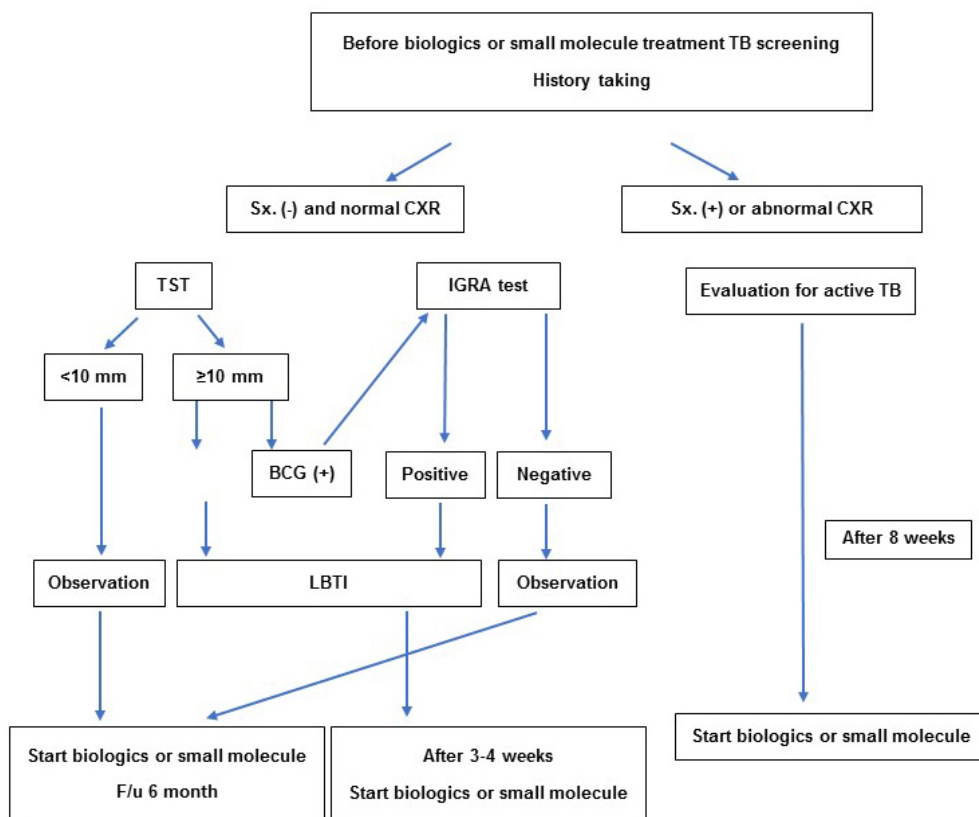 Before biologics or small molecule treatment TB screening
History taking
Sx. (-) and normal CXR
Sx. (+) or abnormal CXR
TST
IGRA test
Evaluation for active TB
<10 mm
≥10 mm
BCG (+)
Positive
Negative
After 8 weeks
Observation
LBTI
Observation
Start biologics or small molecule
F/u 6 month
After 3-4 weeks
Start biologics or small molecule
Start biologics or small molecule